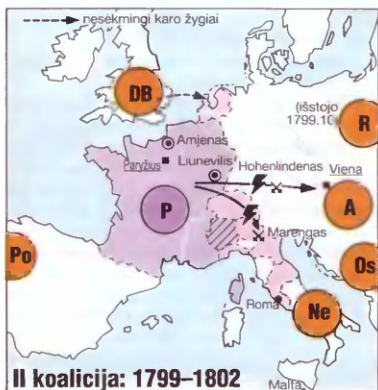 nesėkmingi karo žygiai
DB
(išstojo
1799.10
R
Amjenas
Paryžius
Liunevilis
Hohenlindenas
Viena
P
A
Marengas
Po
Os
Roma
Ne
II koalicija: 1799–1802
Malta